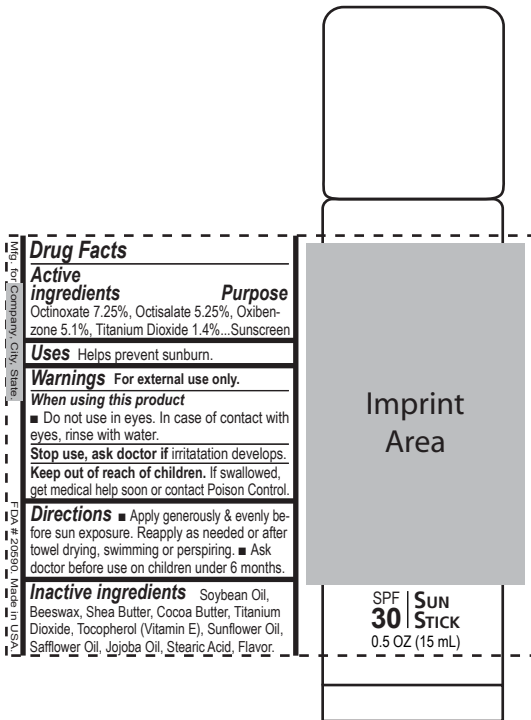 Drug Facts
Active
ingredients Purpose
Octinoxate 7.25%, Octisalate 5.25%, Oxiben-
zone 5.1%, Titanium Dioxide 1.4%...Sunscreen
Uses Helps prevent sunburn.
Warnings For external use only.
When using this product
■ Do not use in eyes. In case of contact with
eyes, rinse with water.
Stop use, ask doctor if irritatation develops.
Keep out of reach of children. If swallowed,
get medical help soon or contact Poison Control.
Directions ■ Apply generously & evenly be-
fore sun exposure. Reapply as needed or after
towel drying, swimming or perspiring. ■ Ask
doctor before use on children under 6 months.
Inactive ingredients Soybean Oil,
Beeswax, Shea Butter, Cocoa Butter, Titanium
Dioxide, Tocopherol (Vitamin E), Sunflower Oil,
Safflower Oil, Jojoba Oil, Stearic Acid, Flavor.
Mfg. for Company, City, State.
FDA # 20590, Made in USA
Imprint
Area
SPF
30
SUN
STICK
0.5 OZ (15 mL)